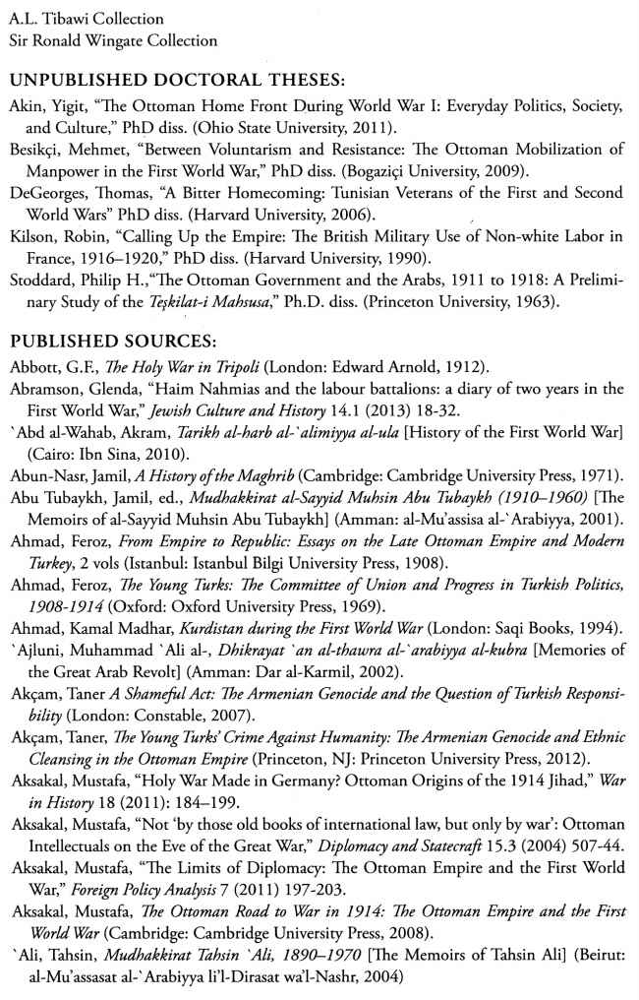 A.L. Tibawi Collection
Sir Ronald Wingate Collection
UNPUBLISHED DOCTORAL THESES:
Akin, Yigit, “The Ottoman Home Front During World War I: Everyday Politics, Society,
and Culture,” PhD diss. (Ohio State University, 2011).
Besikçi, Mehmet, “Between Voluntarism and Resistance: The Ottoman Mobilization of
Manpower in the First World War,” PhD diss. (Bogaziçi University, 2009).
DeGeorges, Thomas, “A Bitter Homecoming: Tunisian Veterans of the First and Second
World Wars” PhD diss. (Harvard University, 2006).
Kilson, Robin, “Calling Up the Empire: The British Military Use of Non-white Labor in
France, 1916–1920,” PhD diss. (Harvard University, 1990).
Stoddard, Philip H.,“The Ottoman Government and the Arabs, 1911 to 1918: A Prelimi-
nary Study of the Teşkilat-i Mahsusa,” Ph.D. diss. (Princeton University, 1963).
PUBLISHED SOURCES:
Abbott, G.F., The Holy War in Tripoli (London: Edward Arnold, 1912).
Abramson, Glenda, “Haim Nahmias and the labour battalions: a diary of two years in the
First World War,” Jewish Culture and History 14.1 (2013) 18-32.
`Abd al-Wahab, Akram, Tarikh al-harb al-`alimiyya al-ula [History of the First World War]
(Cairo: Ibn Sina, 2010).
Abun-Nasr, Jamil, A History of the Maghrib (Cambridge: Cambridge University Press, 1971).
Abu Tubaykh, Jamil, ed., Mudhakkirat al-Sayyid Muhsin Abu Tubaykh (1910–1960) [The
Memoirs of al-Sayyid Muhsin Abu Tubaykh] (Amman: al-Mu’assisa al-`Arabiyya, 2001).
Ahmad, Feroz, From Empire to Republic: Essays on the Late Ottoman Empire and Modern
Turkey, 2 vols (Istanbul: Istanbul Bilgi University Press, 1908).
Ahmad, Feroz, The Young Turks: The Committee of Union and Progress in Turkish Politics,
1908-1914 (Oxford: Oxford University Press, 1969).
Ahmad, Kamal Madhar, Kurdistan during the First World War (London: Saqi Books, 1994).
`Ajluni, Muhammad `Ali al-, Dhikrayat `an al-thawra al-`arabiyya al-kubra [Memories of
the Great Arab Revolt] (Amman: Dar al-Karmil, 2002).
Akçam, Taner A Shameful Act: The Armenian Genocide and the Question of Turkish Responsi-
bility (London: Constable, 2007).
Akçam, Taner, The Young Turks’ Crime Against Humanity: The Armenian Genocide and Ethnic
Cleansing in the Ottoman Empire (Princeton, NJ: Princeton University Press, 2012).
Aksakal, Mustafa, “Holy War Made in Germany? Ottoman Origins of the 1914 Jihad,” War
in History 18 (2011): 184–199.
Aksakal, Mustafa, “Not ‘by those old books of international law, but only by war’: Ottoman
Intellectuals on the Eve of the Great War,” Diplomacy and Statecraft 15.3 (2004) 507-44.
Aksakal, Mustafa, “The Limits of Diplomacy: The Ottoman Empire and the First World
War,” Foreign Policy Analysis 7 (2011) 197-203.
Aksakal, Mustafa, The Ottoman Road to War in 1914: The Ottoman Empire and the First
World War (Cambridge: Cambridge University Press, 2008).
`Ali, Tahsin, Mudhakkirat Tahsin `Ali, 1890–1970 [The Memoirs of Tahsin Ali] (Beirut:
al-Mu’assasat al-`Arabiyya li’l-Dirasat wa’l-Nashr, 2004)